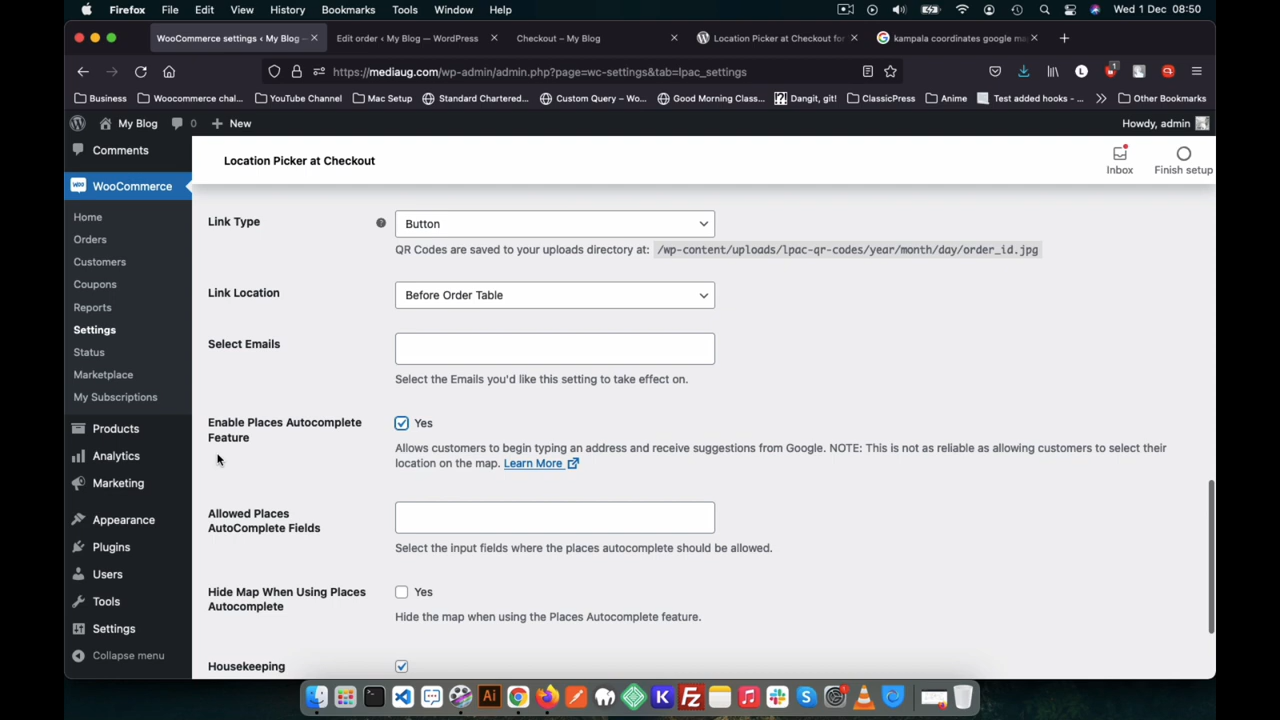 Firefox File Edit View History Bookmarks Tools Window Help Wed 1 Dec 08:50
WooCommerce settings ‹ My Blog – Edit order ‹ My Blog — WordPress Checkout – My Blog Location Picker at Checkout for kampala coordinates google ma
https://mediaug.com/wp-admin/admin.php?page=wc-settings&tab=lpac_settings 1
Business Woocommerce chal... YouTube Channel Mac Setup Standard Chartered... Custom Query – Wo... Good Morning Class... Dangit, git! ClassicPress Anime Test added hooks - ... Other Bookmarks
My Blog 0 New Howdy, admin
Comments
WooCommerce
Home
Orders
Customers
Coupons
Reports
Settings
Status
Marketplace
My Subscriptions
Products
Analytics
Marketing
Appearance
Plugins
Users
Tools
Settings
Collapse menu
Location Picker at Checkout
Inbox
Finish setup
Link Type
Button
QR Codes are saved to your uploads directory at: /wp-content/uploads/lpac-qr-codes/year/month/day/order_id.jpg
Link Location
Before Order Table
Select Emails
Select the Emails you'd like this setting to take effect on.
Enable Places Autocomplete
Feature
Yes
Allows customers to begin typing an address and receive suggestions from Google. NOTE: This is not as reliable as allowing customers to select their
location on the map. Learn More
Allowed Places
AutoComplete Fields
Select the input fields where the places autocomplete should be allowed.
Hide Map When Using Places
Autocomplete
Yes
Hide the map when using the Places Autocomplete feature.
Housekeeping